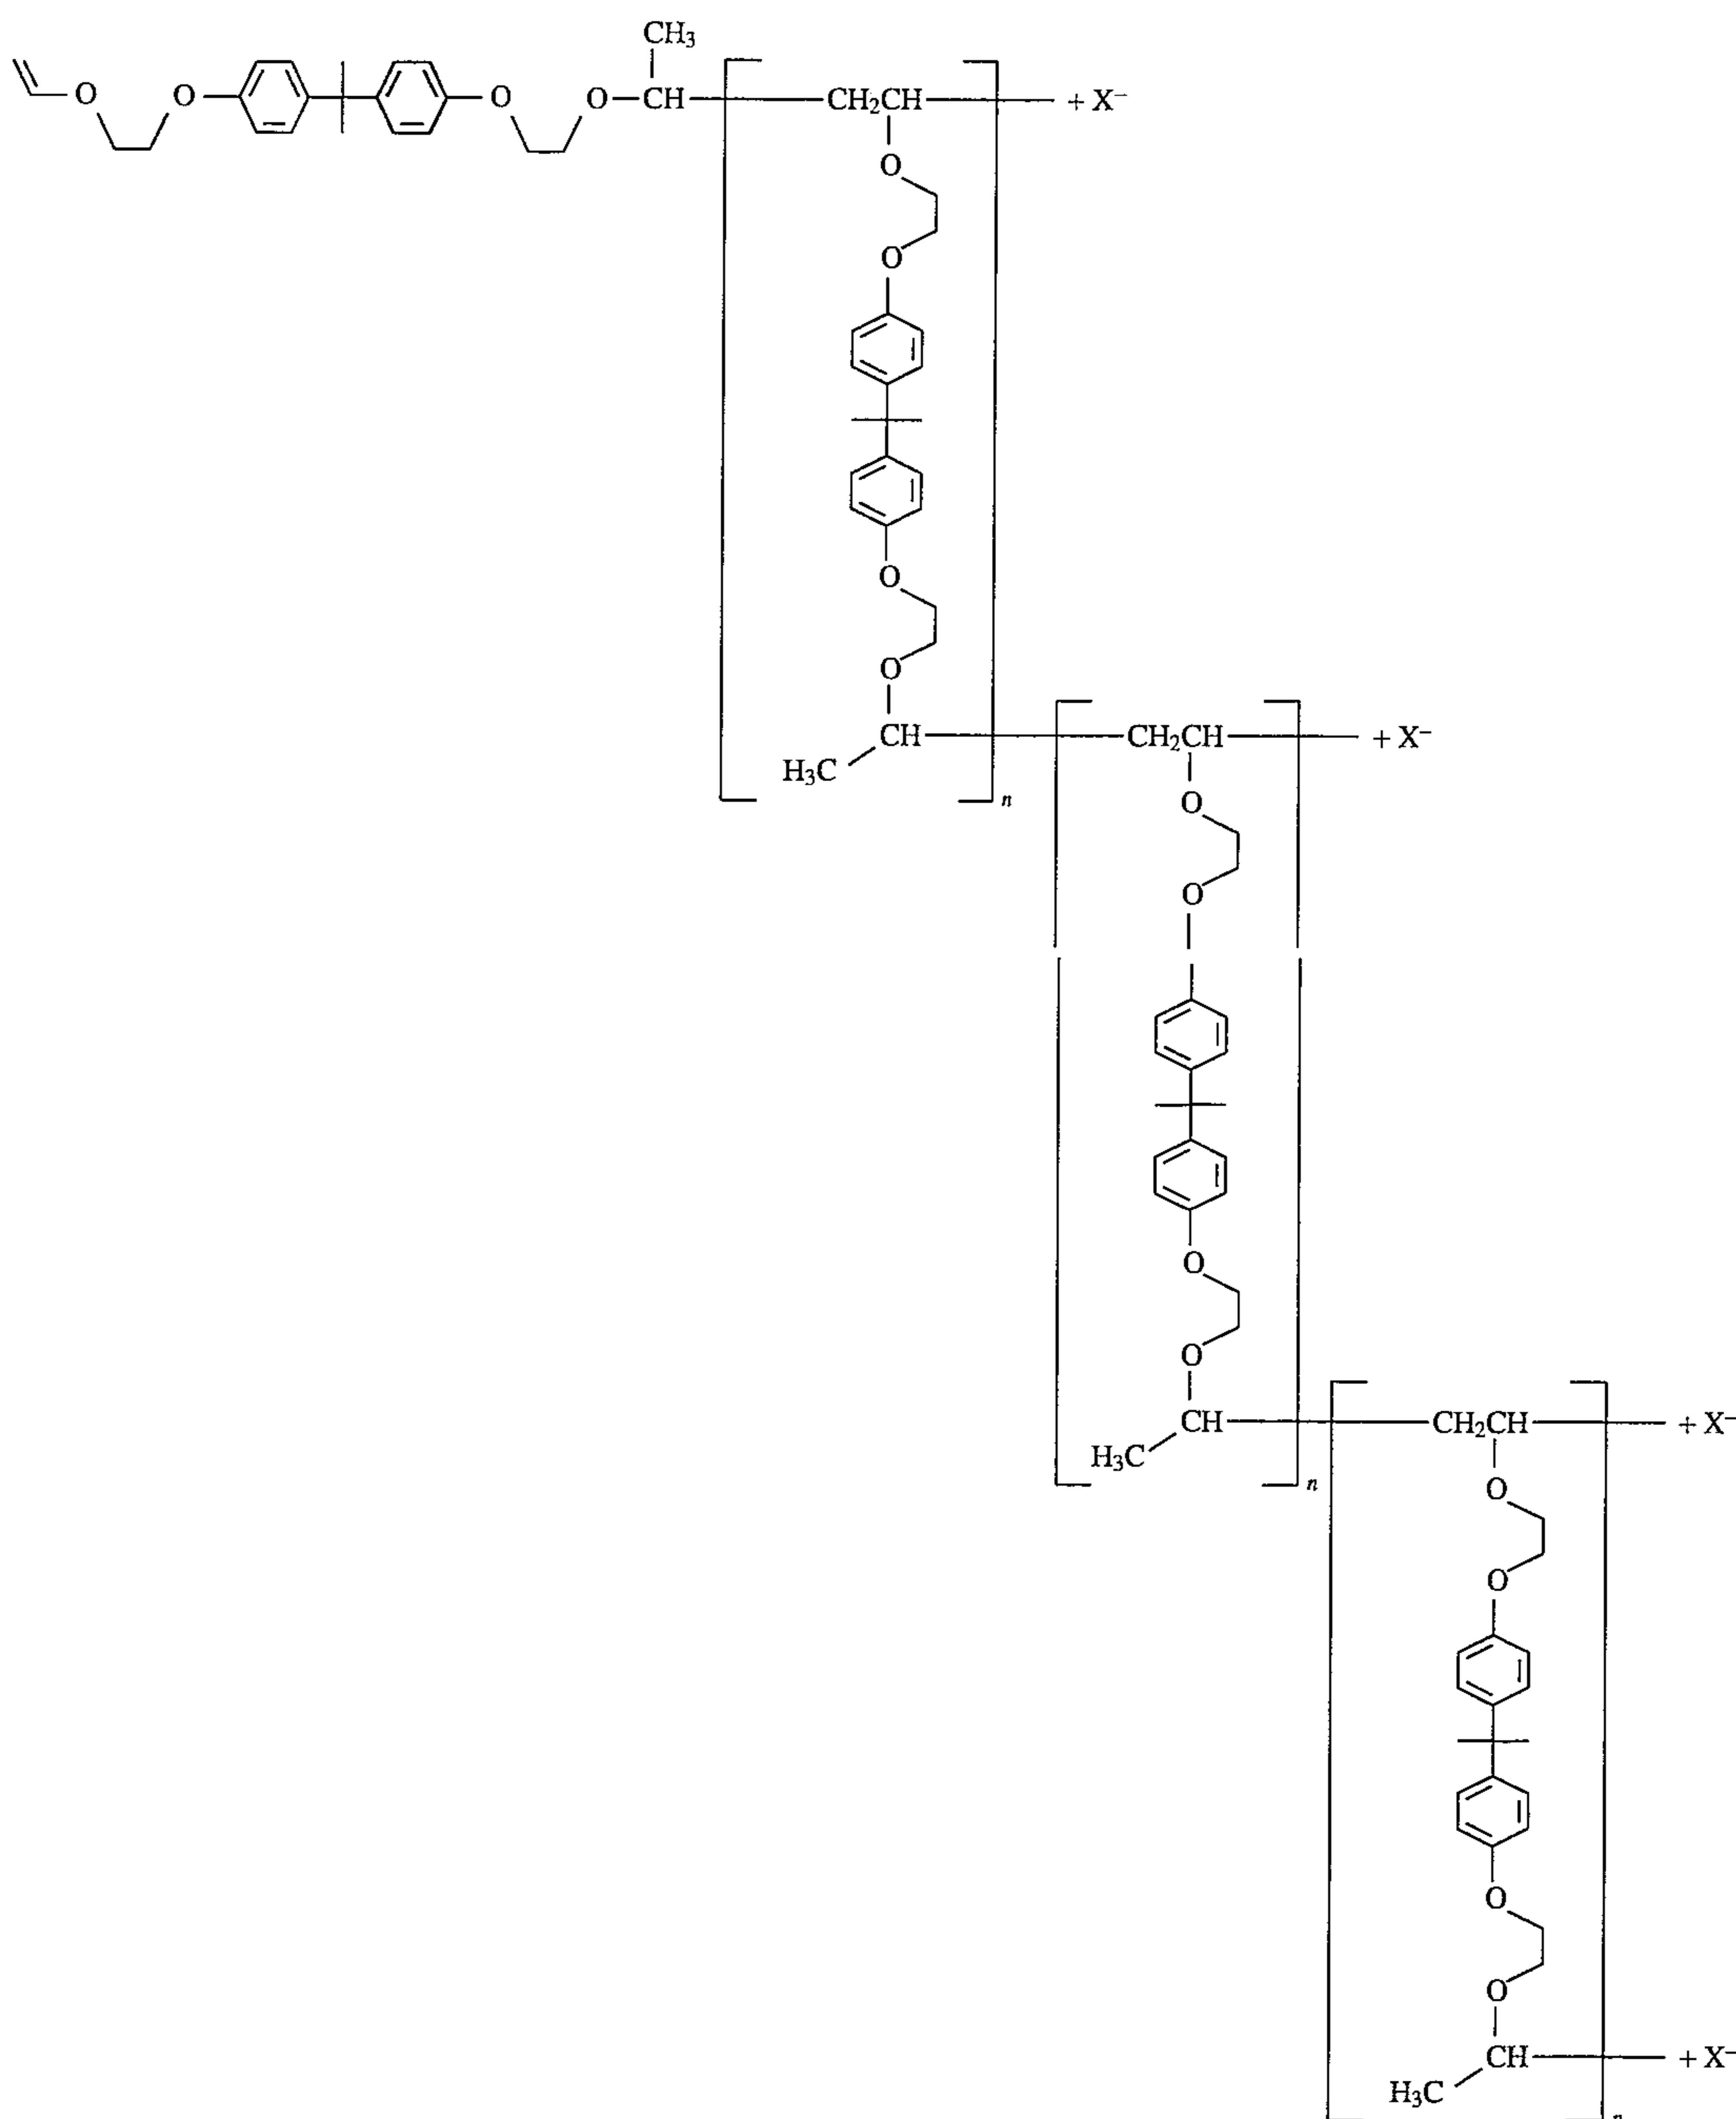 CH₃
O O O O—CH CH₂CH + X⁻
O
O
O
O
CH CH₂CH + X⁻
H₃C n
O
O
O
O
CH CH₂CH + X⁻
H₃C n
O
O
O
O
CH + X⁻
H₃C n